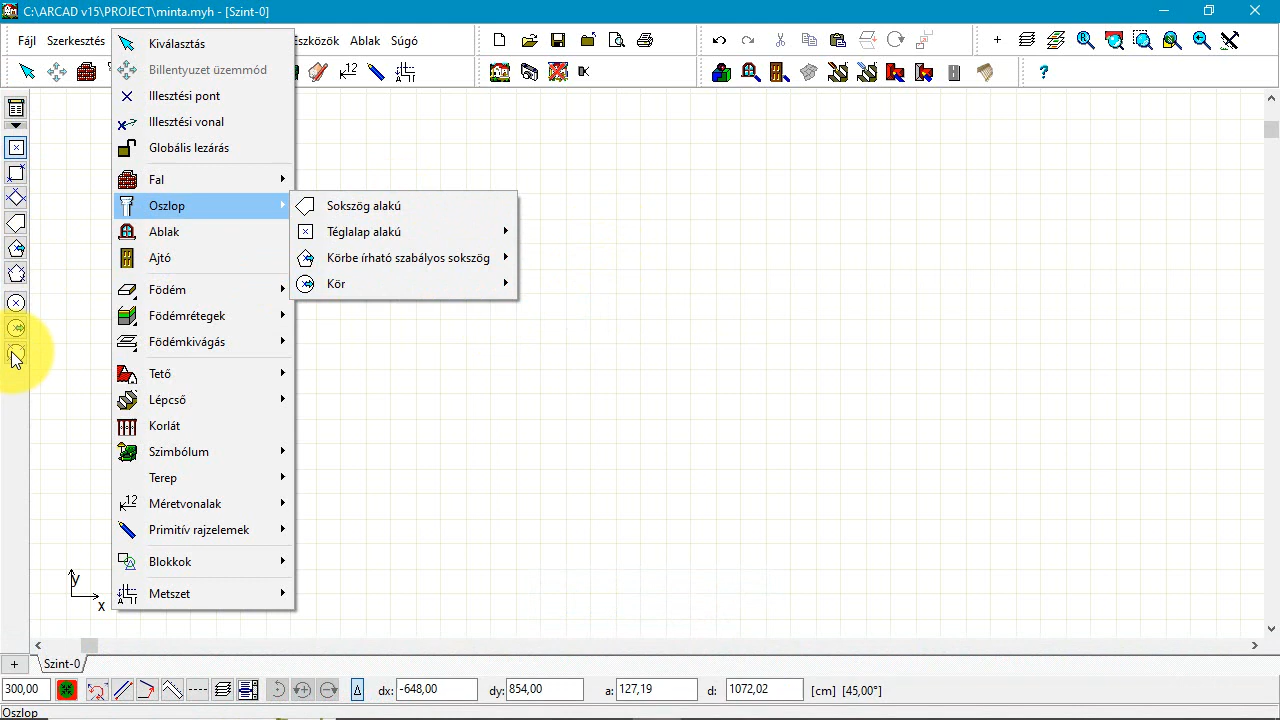 C:\ARCAD v15\PROJECT\minta.myh - [Szint-0]
Fájl Szerkesztés Ablak Súgó
Kiválasztás
Billentyuzet üzemmód
Illesztési pont
Illesztési vonal
Globális lezárás
Fal
Oszlop
Ablak
Ajtó
Födém
Födémrétegek
Födémkivágás
Tető
Lépcső
Korlát
Szimbólum
Terep
Méretvonalak
Primitív rajzelemek
Blokkok
Metszet
Sokszög alakú
Téglalap alakú
Körbe írható szabályos sokszög
Kör
y
x
Szint-0
300,00 dx: -648,00 dy: 854,00 a: 127,19 d: 1072,02 [cm] [45,00°]
Oszlop